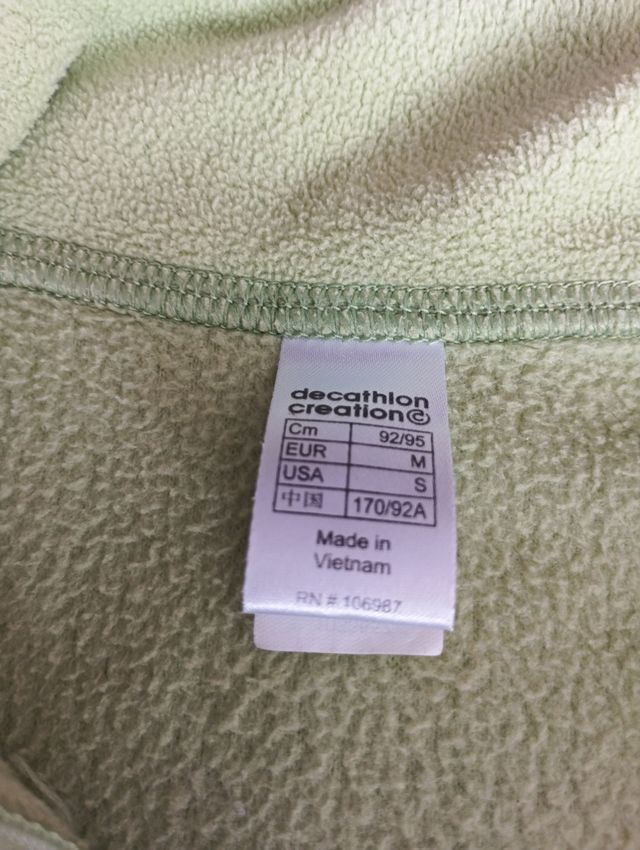 decathlon
creation©
Cm 92/95
EUR M
USA S
中国 170/92A
Made in
Vietnam
RN # 106987